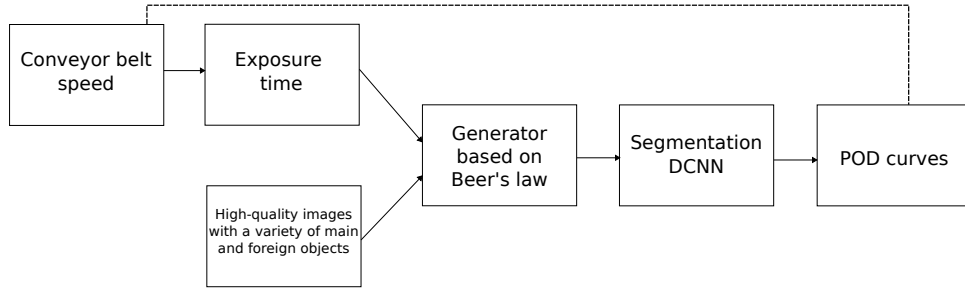 Conveyor belt
speed
Exposure
time
High-quality images
with a variety of main
and foreign objects
Generator
based on
Beer's law
Segmentation
DCNN
POD curves